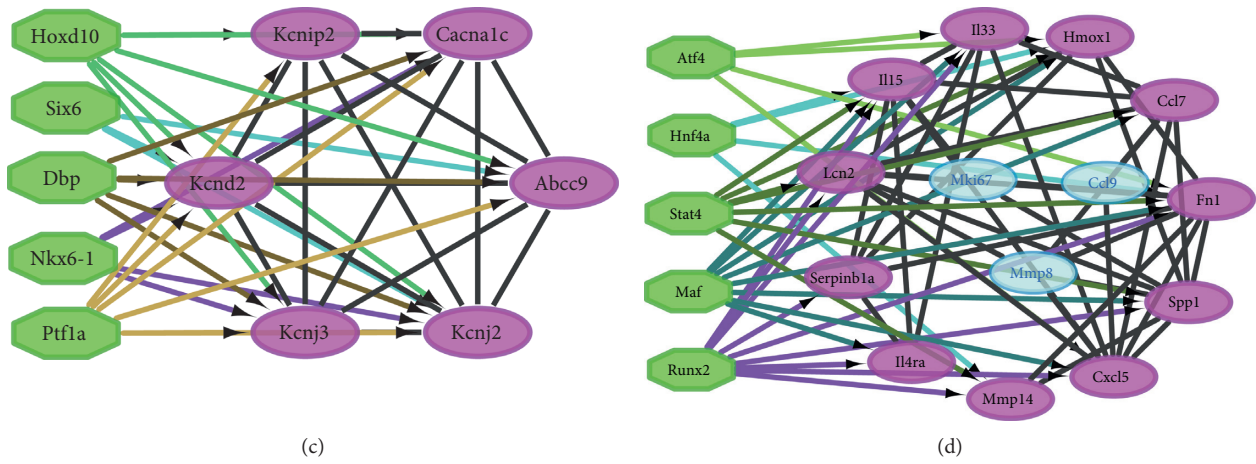 Hoxd10
Six6
Dbp
Nkx6-1
Ptf1a
Kcnip2
Cacna1c
Kcnd2
Abcc9
Kcnj3
Kcnj2
(c)
Atf4
Hnf4a
Stat4
Maf
Runx2
Il33
Hmox1
Il15
Ccl7
Lcn2
Mki67
Ccl9
Fn1
Serpinb1a
Mmp8
Spp1
Il4ra
Cxcl5
Mmp14
(d)